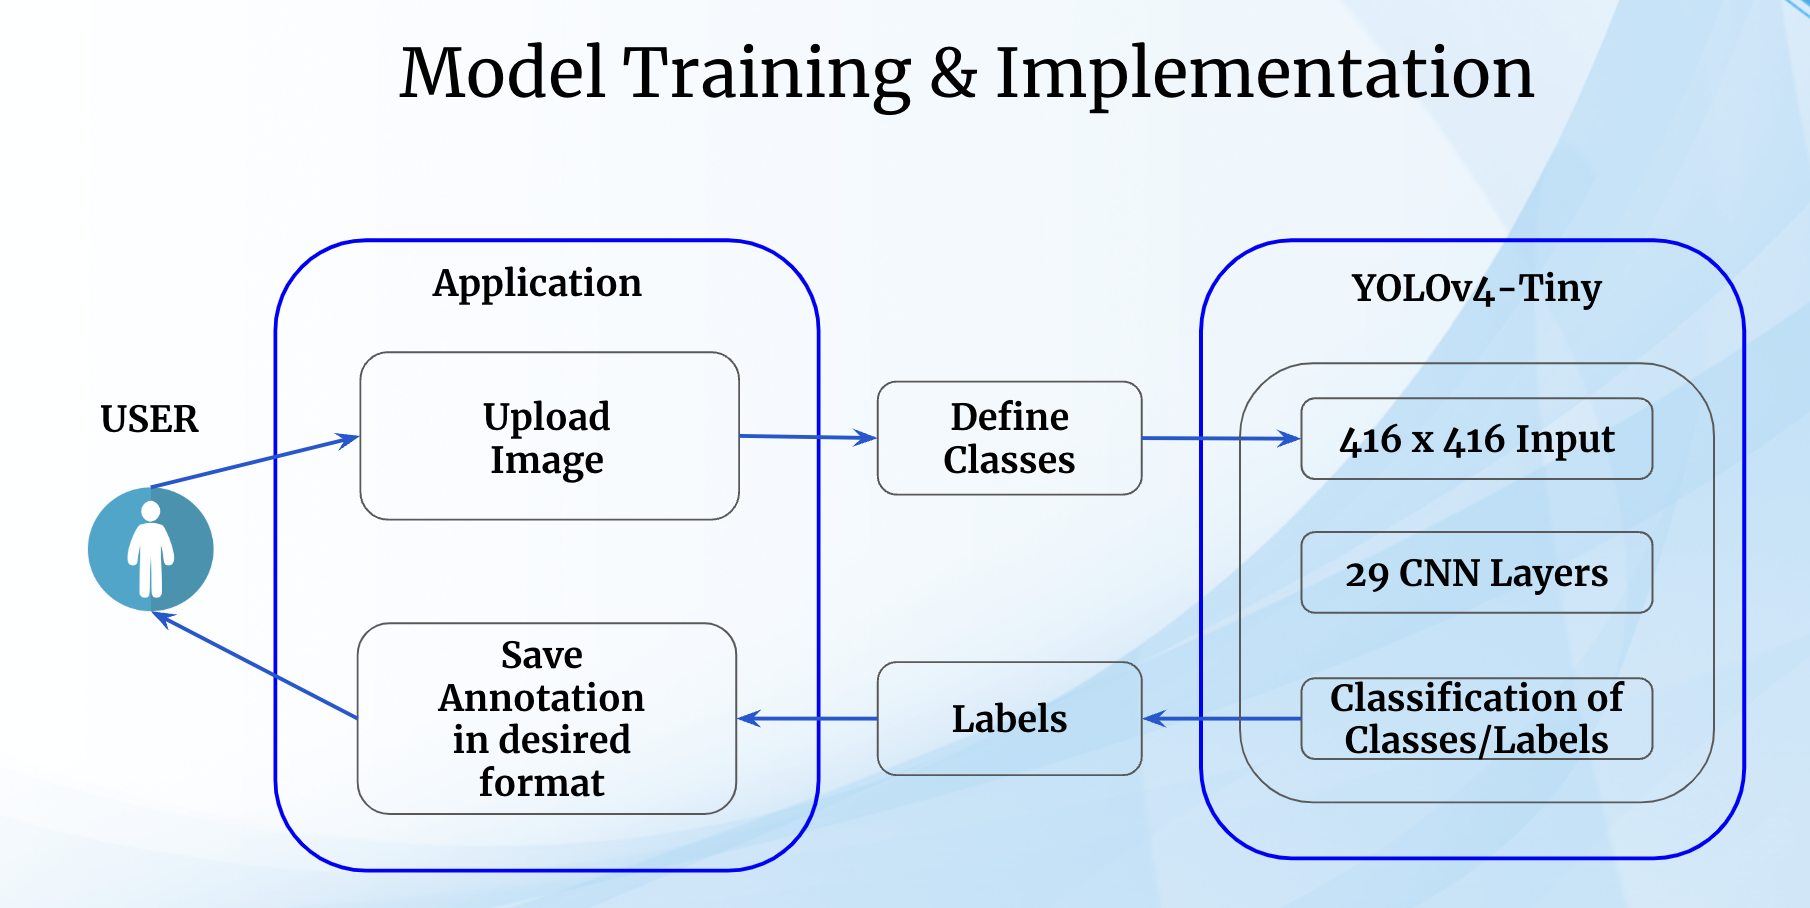 Model Training & Implementation
Application
YOLOv4-Tiny
USER
Upload
Image
Define
Classes
416 x 416 Input
29 CNN Layers
Classification of
Classes/Labels
Labels
Save
Annotation
in desired
format